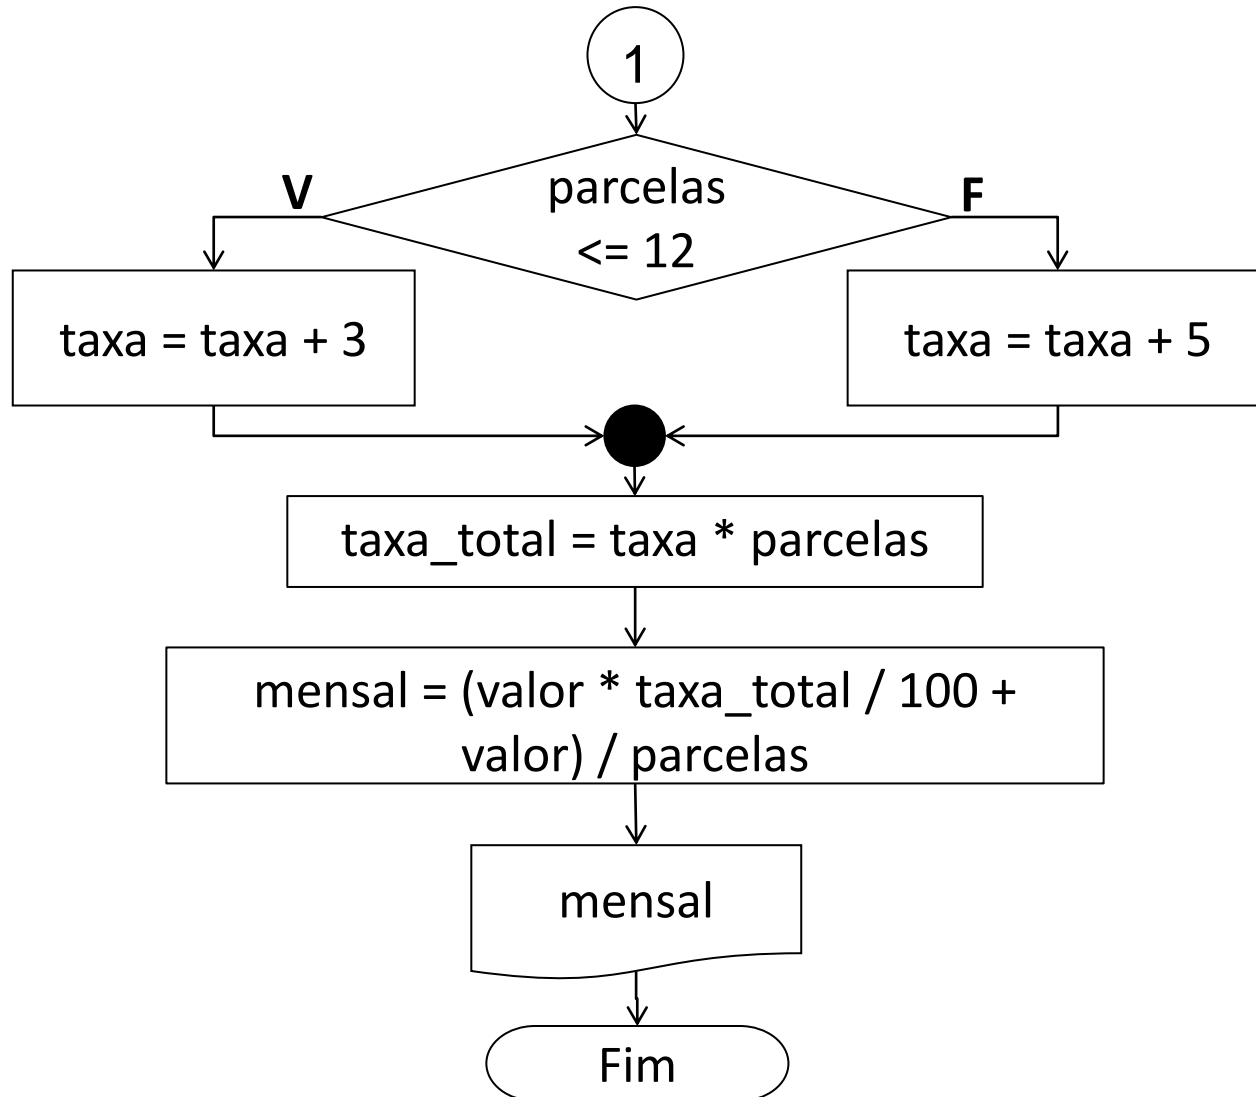 1
parcelas
<= 12
V
F
taxa = taxa + 3
taxa = taxa + 5
taxa_total = taxa * parcelas
mensal = (valor * taxa_total / 100 +
valor) / parcelas
mensal
Fim